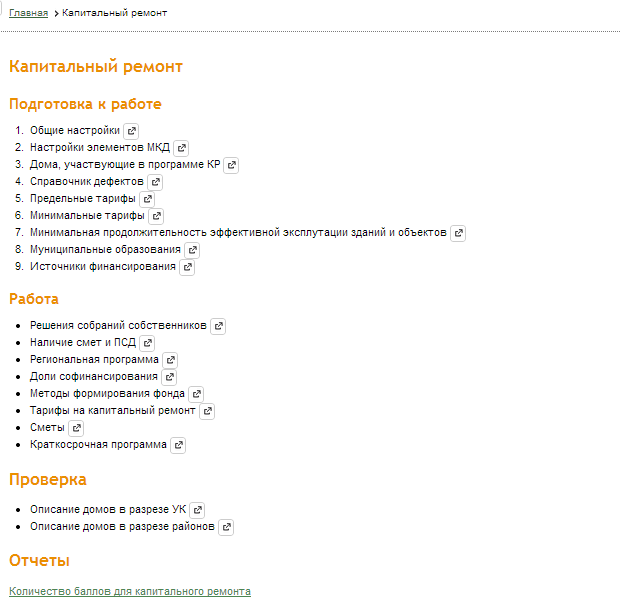 Главная > Капитальный ремонт
Капитальный ремонт
Подготовка к работе
1. Общие настройки
2. Настройки элементов МКД
3. Дома, участвующие в программе КР
4. Справочник дефектов
5. Предельные тарифы
6. Минимальные тарифы
7. Минимальная продолжительность эффективной эксплутации зданий и объектов
8. Муниципальные образования
9. Источники финансирования
Работа
• Решения собраний собственников
• Наличие смет и ПСД
• Региональная программа
• Доли софинансирования
• Методы формирования фонда
• Тарифы на капитальный ремонт
• Сметы
• Краткосрочная программа
Проверка
• Описание домов в разрезе УК
• Описание домов в разрезе районов
Отчеты
Количество баллов для капитального ремонта